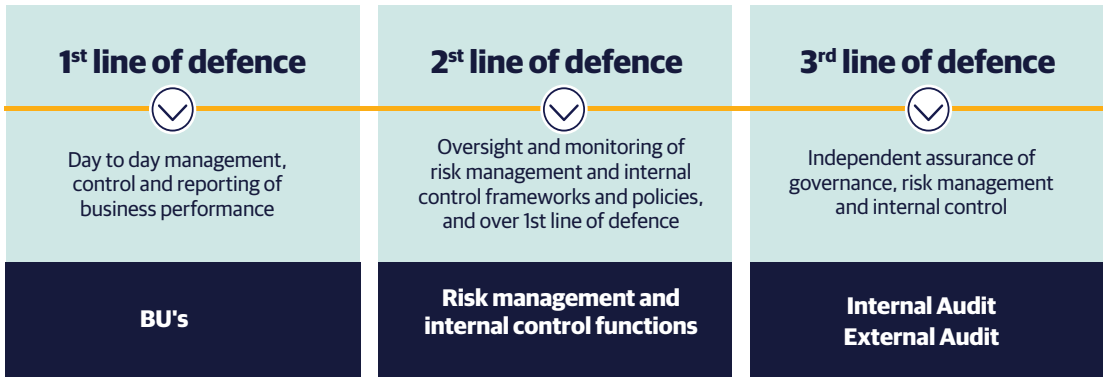 1st line of defence
Day to day management,
control and reporting of
business performance
BU's
2st line of defence
Oversight and monitoring of
risk management and internal
control frameworks and policies,
and over 1st line of defence
Risk management and
internal control functions
3rd line of defence
Independent assurance of
governance, risk management
and internal control
Internal Audit
External Audit